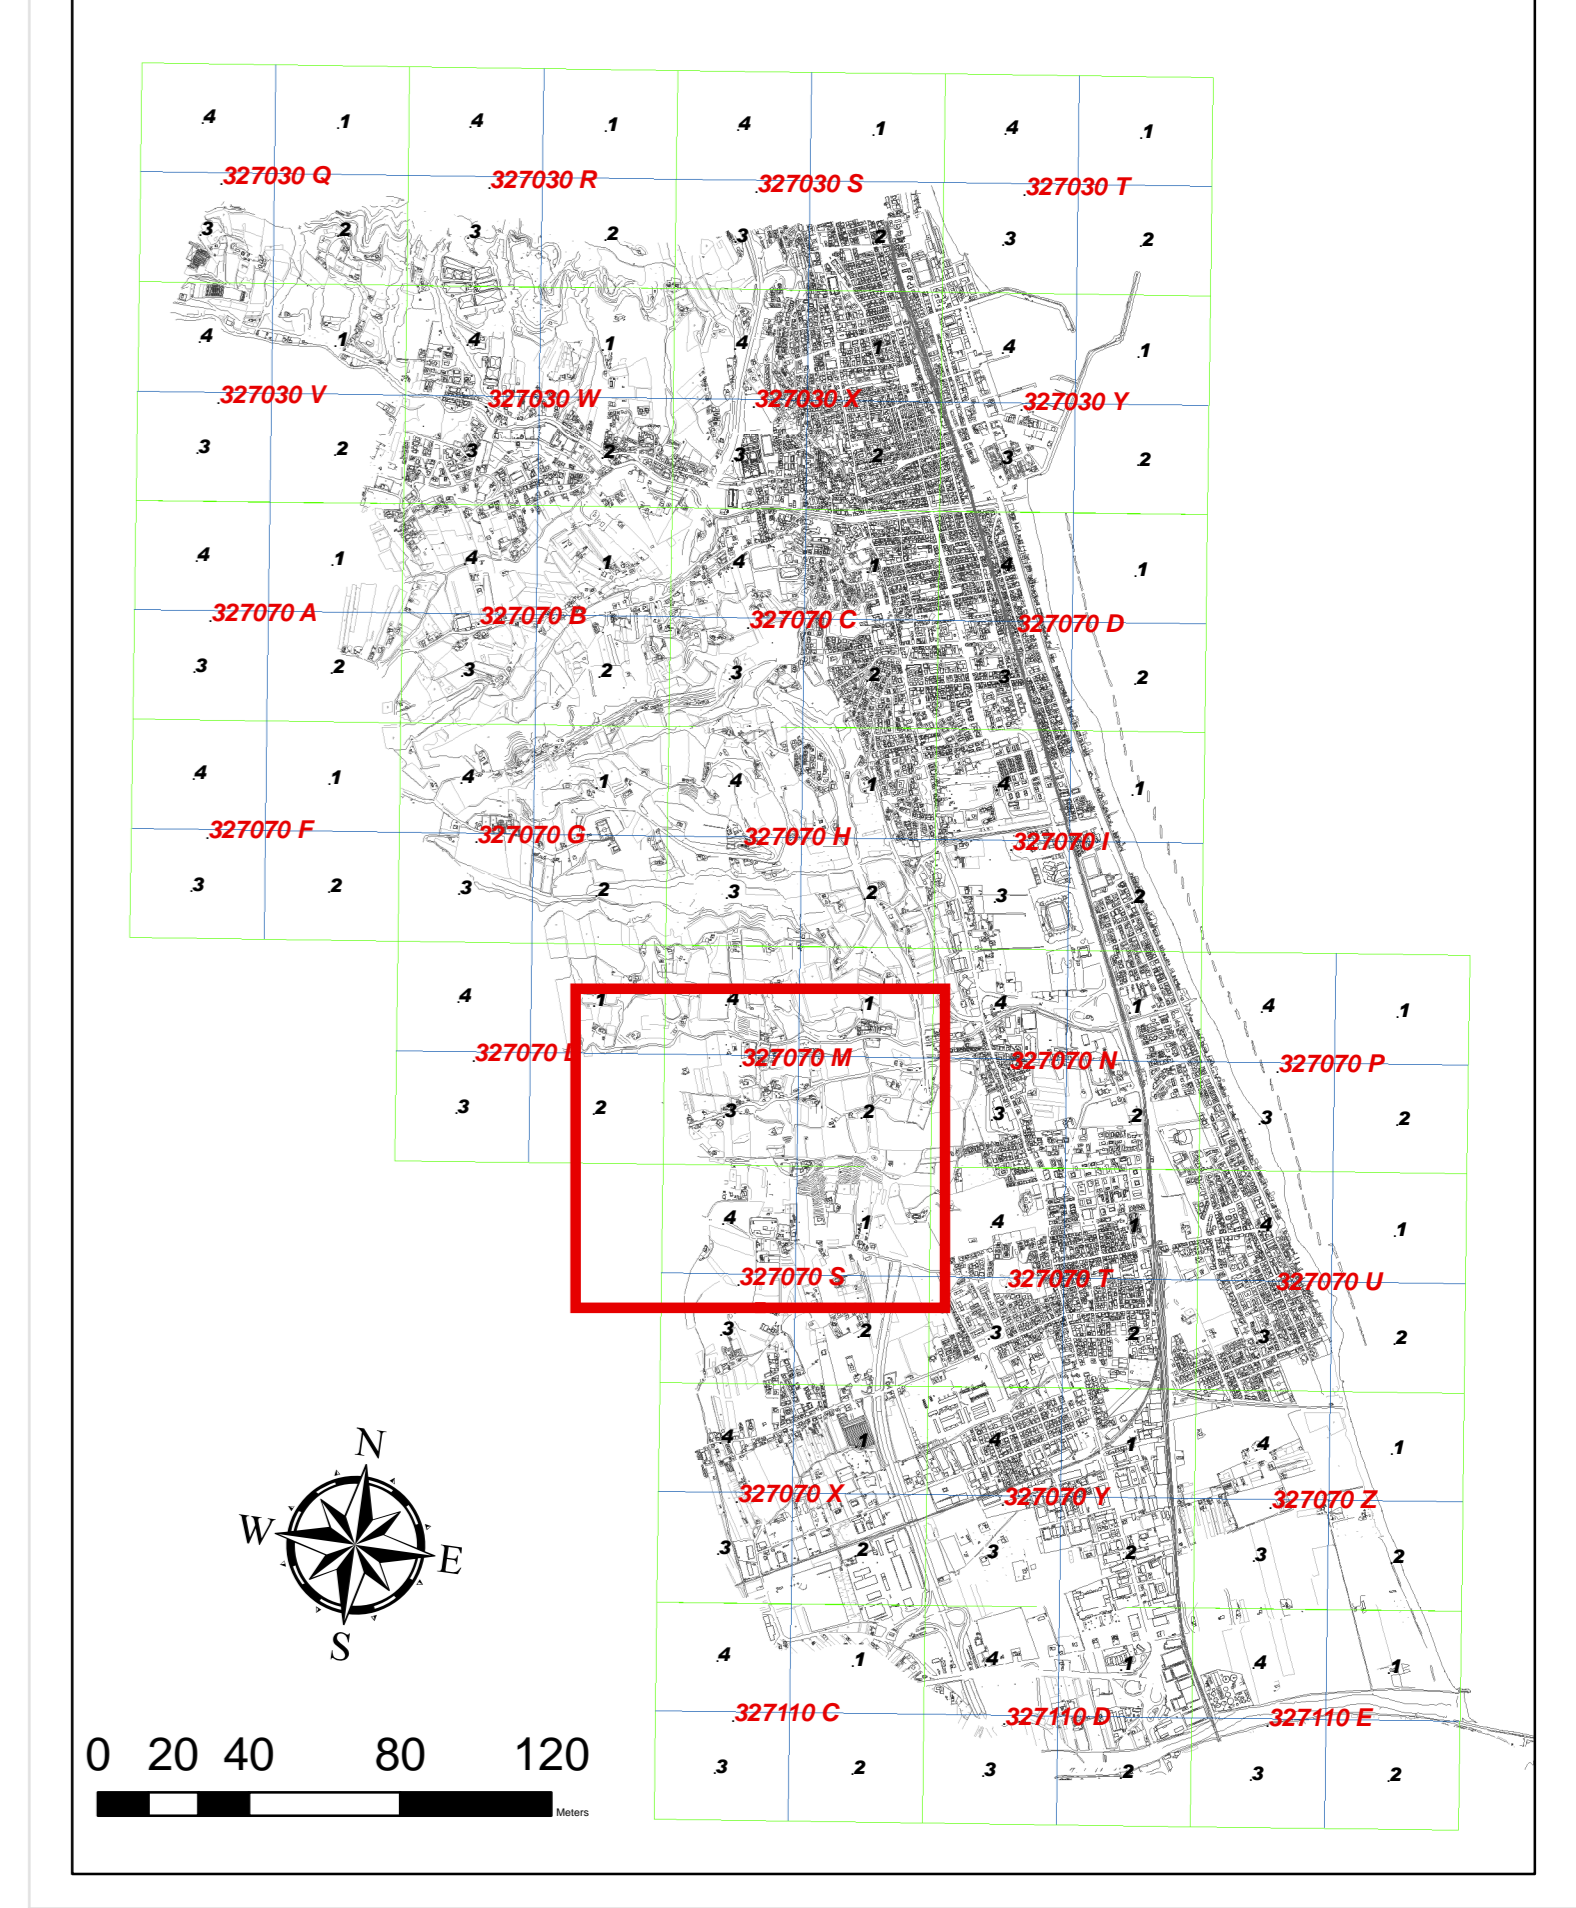 4 1 4 1 4 1 4 1
327030 Q 327030 R 327030 S 327030 T
3 2 3 2 3 2 3 2
4 1 4 1 4 1 4 1
327030 V 327030 W 327030 X 327030 Y
3 2 3 2 3 2 3 2
4 1 4 1 4 1 4 1
327070 A 327070 B 327070 C 327070 D
3 2 3 2 3 2 3 2
4 1 4 1 4 1 4 1
327070 F 327070 G 327070 H 327070 I
3 2 3 2 3 2 3 2
4 1 4 1 4 1 4 1
327070 L 327070 M 327070 N 327070 P
3 2 3 2 3 2 3 2
4 1 4 1 4 1
327070 S 327070 T 327070 U
3 2 3 2 3 2
4 1 4 1 4 1
327070 X 327070 Y 327070 Z
3 2 3 2 3 2
N
W E
S
4 1 4 1 4 1
327110 C 327110 D 327110 E
3 2 3 2 3 2
0 20 40 80 120
Meters